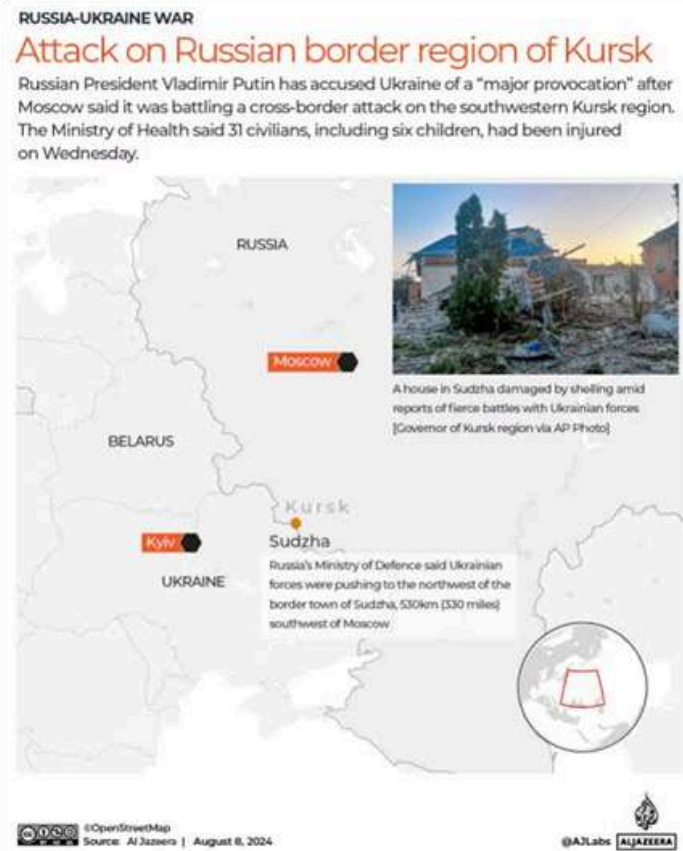 RUSSIA-UKRAINE WAR
Attack on Russian border region of Kursk
Russian President Vladimir Putin has accused Ukraine of a “major provocation” after
Moscow said it was battling a cross-border attack on the southwestern Kursk region.
The Ministry of Health said 31 civilians, including six children, had been injured
on Wednesday.
RUSSIA
Moscow
A house in Sudzha damaged by shelling amid
reports of fierce battles with Ukrainian forces
[Governor of Kursk region via AP Photo]
BELARUS
Kursk
Kyiv
Sudzha
UKRAINE
Russia's Ministry of Defence said Ukrainian
forces were pushing to the northwest of the
border town of Sudzha, 530km (330 miles)
southwest of Moscow
©OpenStreetMap
Source: Al Jazeera | August 8, 2024
@AJLabs ALJAZEERA